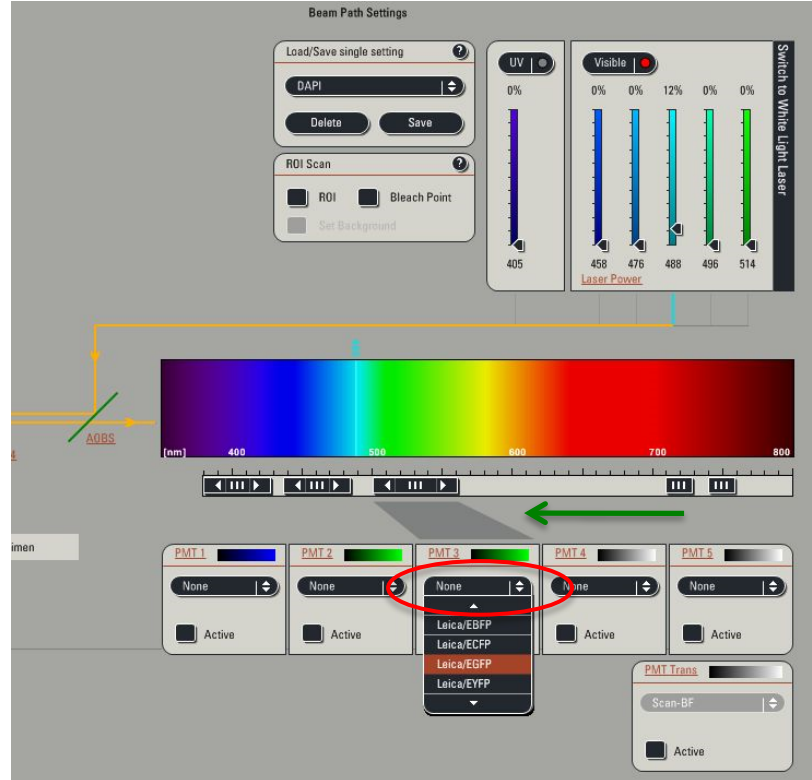 Beam Path Settings
Load/Save single setting ?
DAPI
Delete Save
ROI Scan ?
ROI Bleach Point
Set Background
UV
0%
405
Visible
0% 0% 12% 0% 0%
458 476 488 496 514
Laser Power
Switch to White Light Laser
AOBS
[nm] 400 500 600 700 800
imen
PMT 1 PMT 2 PMT 3 PMT 4 PMT 5
None None None None None
Active Active Active Active
Leica/EBFP
Leica/ECFP
Leica/EGFP
Leica/EYFP
PMT Trans
Scan-BF
Active